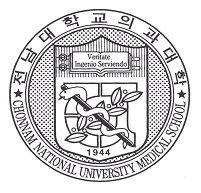 전남대학교의과대학
Veritate
Ingenio Serviendo
1944
CHONNAM NATIONAL UNIVERSITY MEDICAL SCHOOL